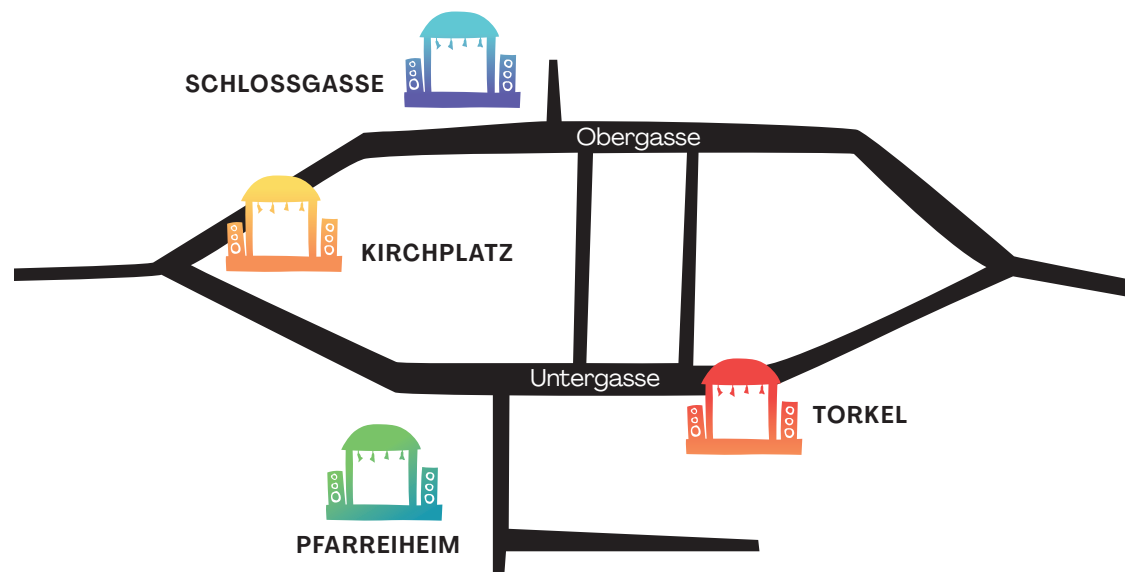 SCHLOSSGASSE
Obergasse
KIRCHPLATZ
Untergasse
TORKEL
PFARREIHEIM